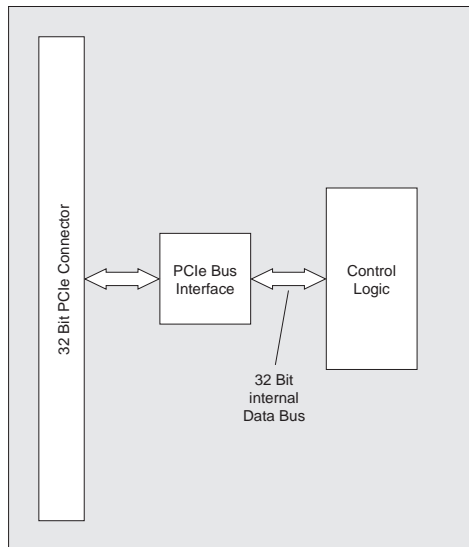 32 Bit PCIe Connector
PCIe Bus
Interface
Control
Logic
32 Bit
internal
Data Bus